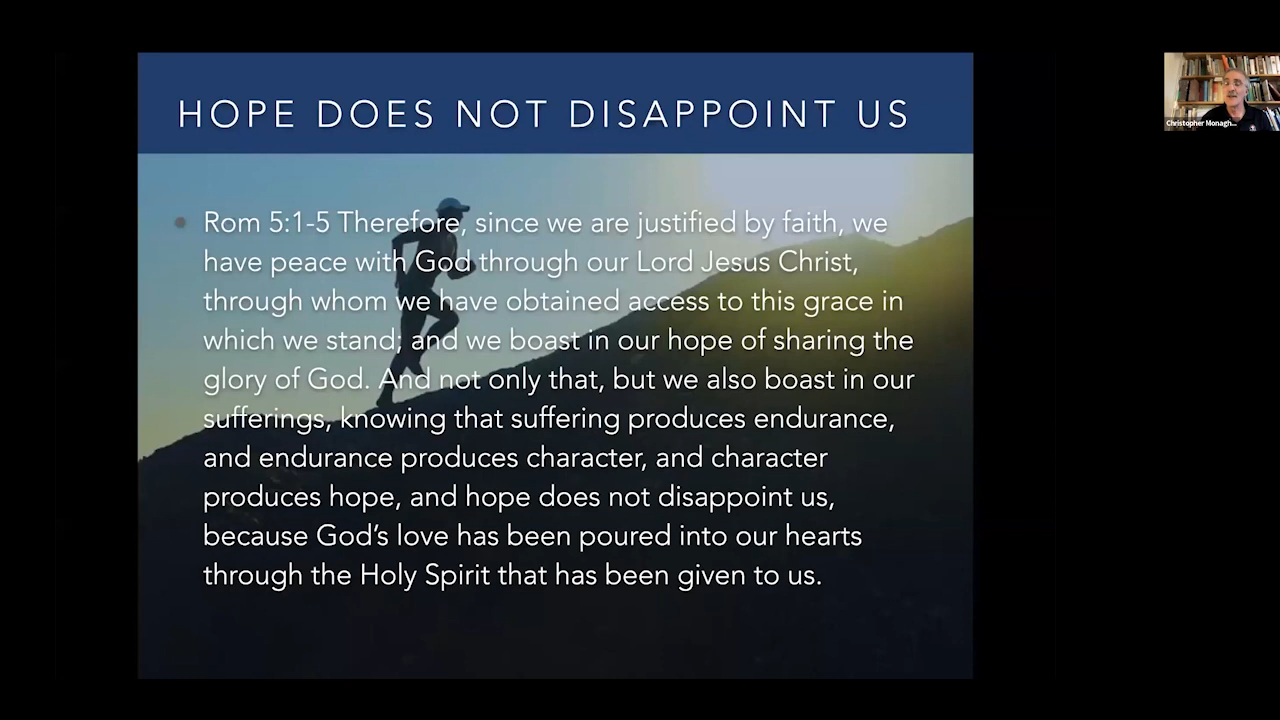 HOPE DOES NOT DISAPPOINT US
Rom 5:1-5 Therefore, since we are justified by faith, we
have peace with God through our Lord Jesus Christ,
through whom we have obtained access to this grace in
which we stand; and we boast in our hope of sharing the
glory of God. And not only that, but we also boast in our
sufferings, knowing that suffering produces endurance,
and endurance produces character, and character
produces hope, and hope does not disappoint us,
because God’s love has been poured into our hearts
through the Holy Spirit that has been given to us.
Christopher Monagh...